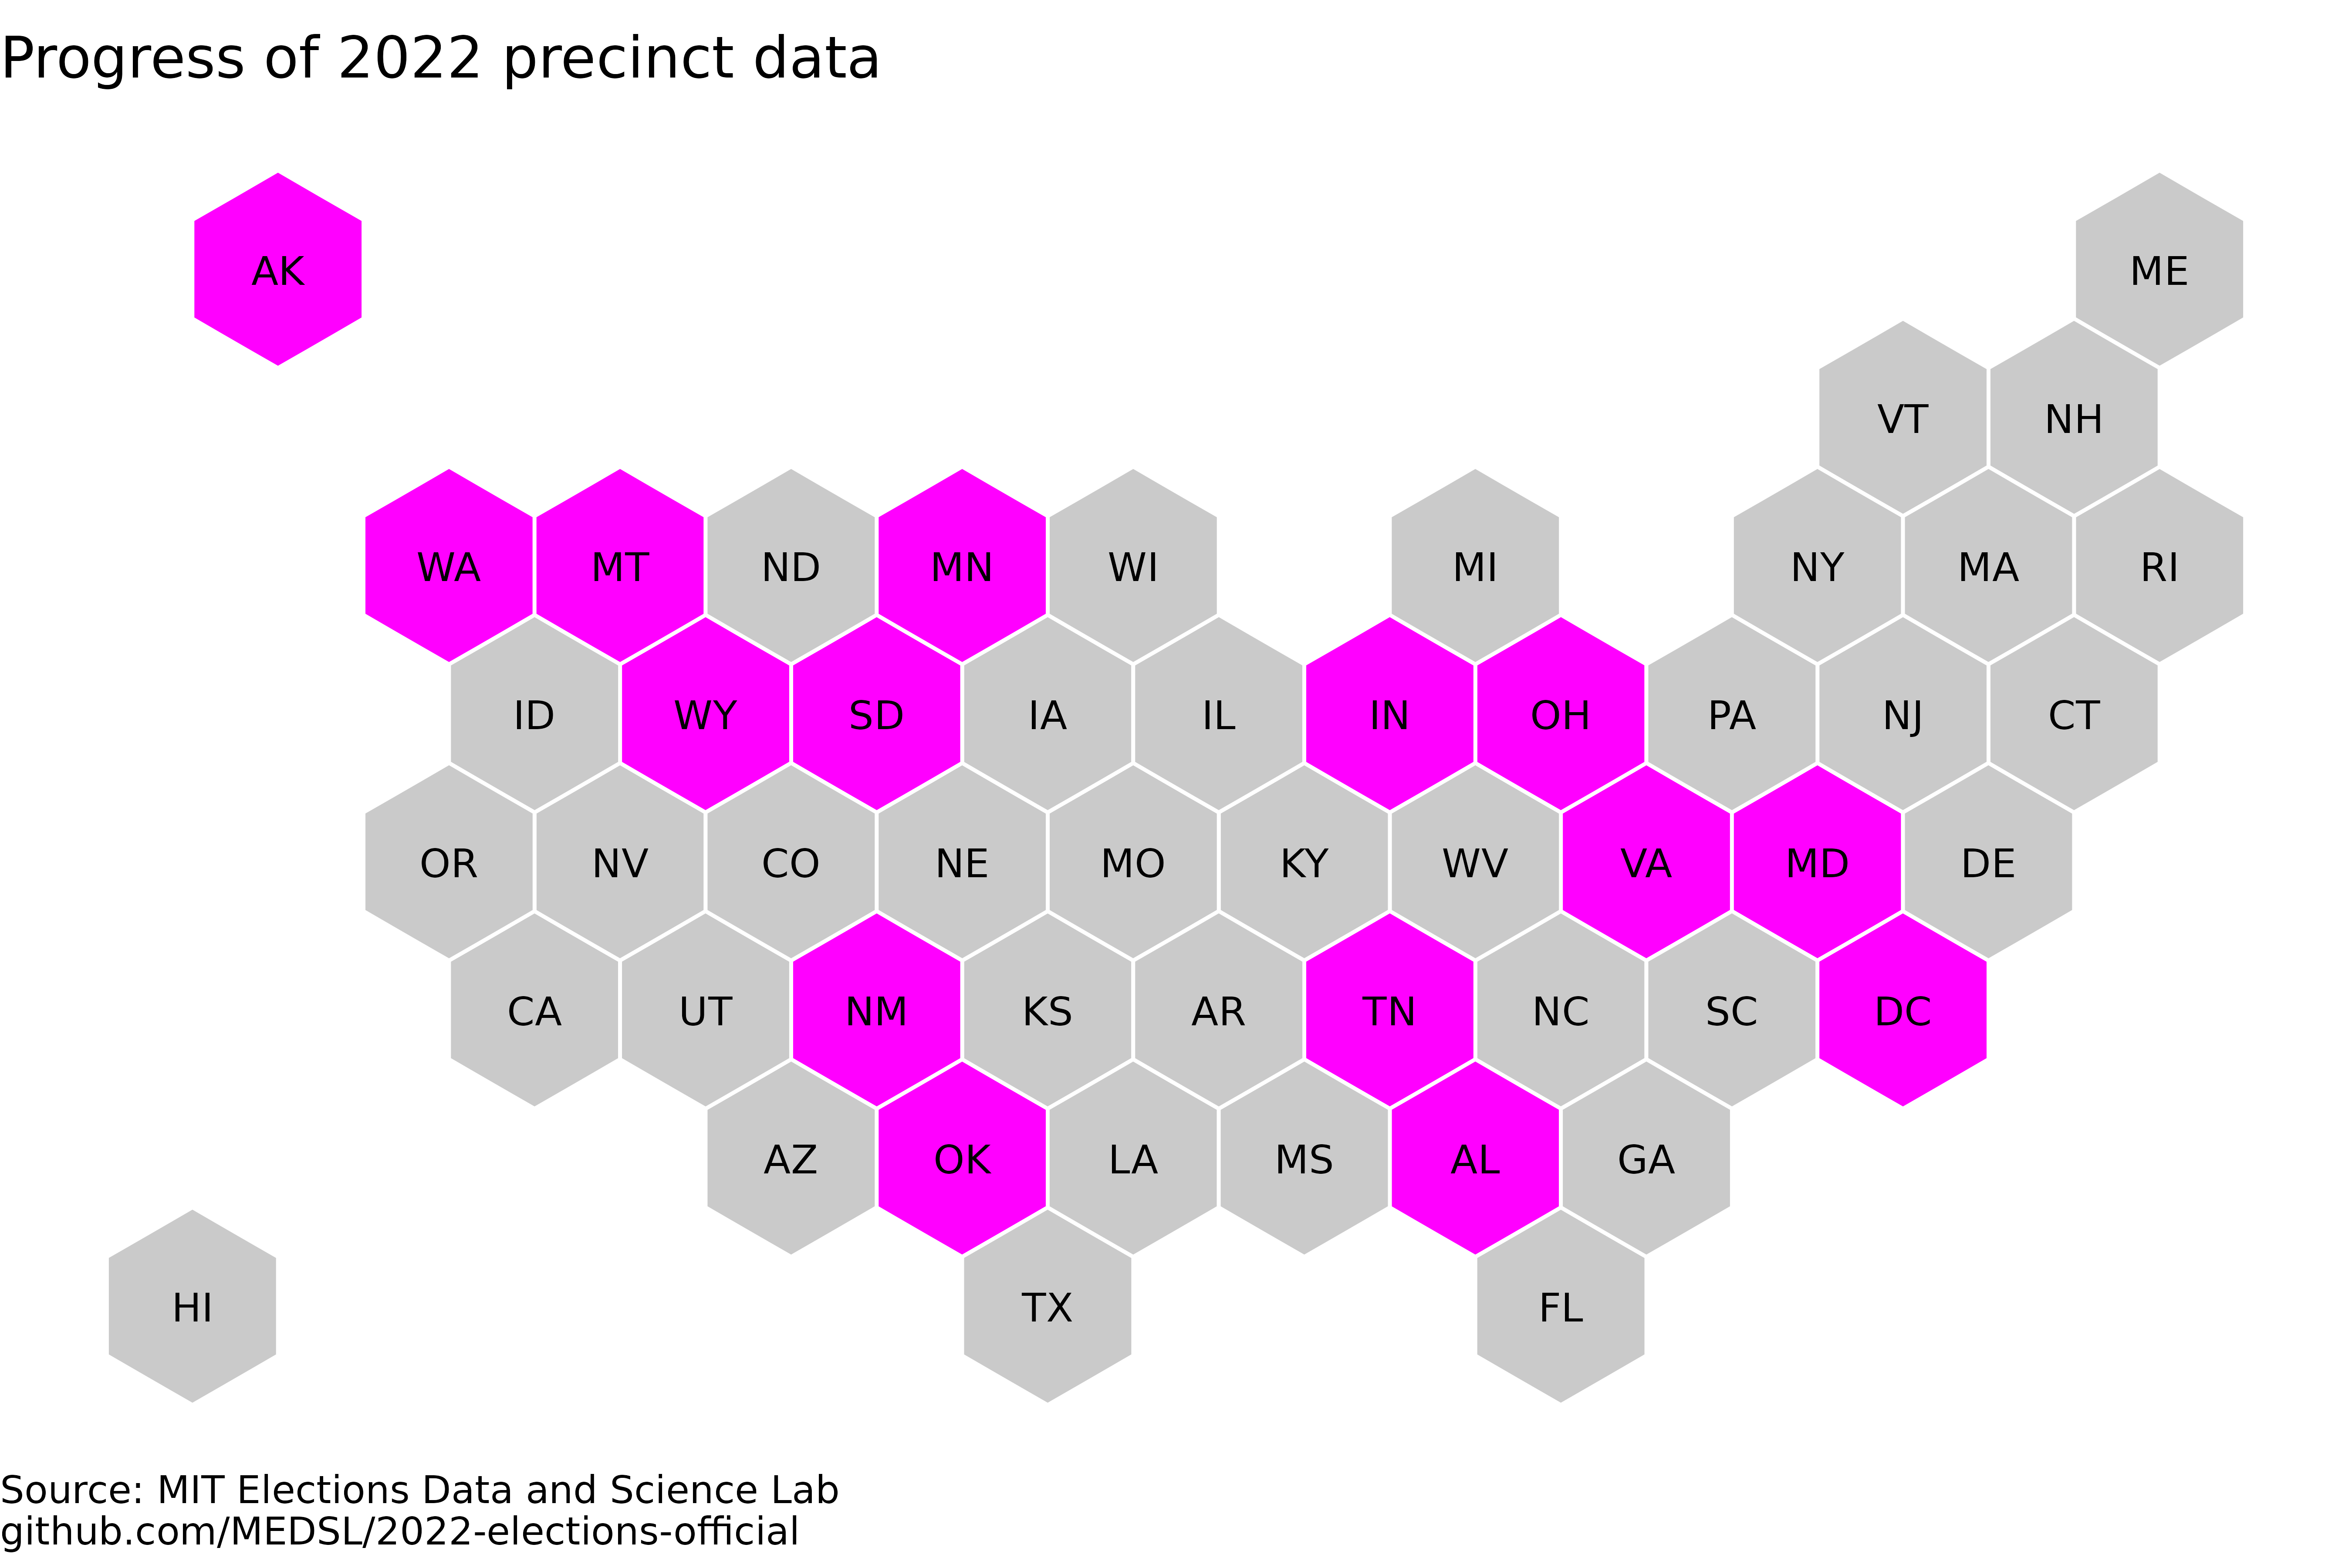 Progress of 2022 precinct data
AK
ME
VT
NH
WA
MT
ND
MN
WI
MI
NY
MA
RI
ID
WY
SD
IA
IL
IN
OH
PA
NJ
CT
OR
NV
CO
NE
MO
KY
WV
VA
MD
DE
CA
UT
NM
KS
AR
TN
NC
SC
DC
AZ
OK
LA
MS
AL
GA
HI
TX
FL
Source: MIT Elections Data and Science Lab
github.com/MEDSL/2022-elections-official